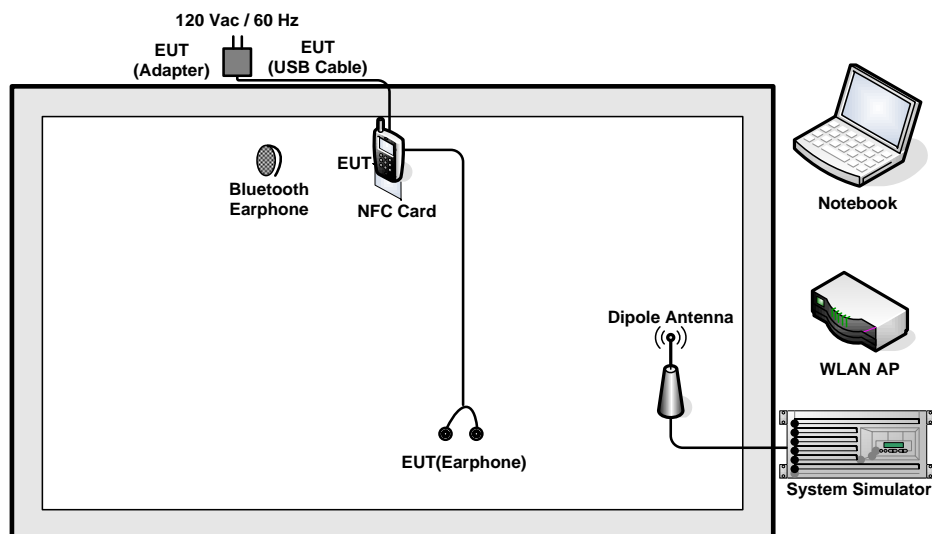 120 Vac / 60 Hz
EUT
(Adapter)
EUT
(USB Cable)
Bluetooth
Earphone
EUT
NFC Card
Notebook
Dipole Antenna
WLAN AP
EUT(Earphone)
System Simulator